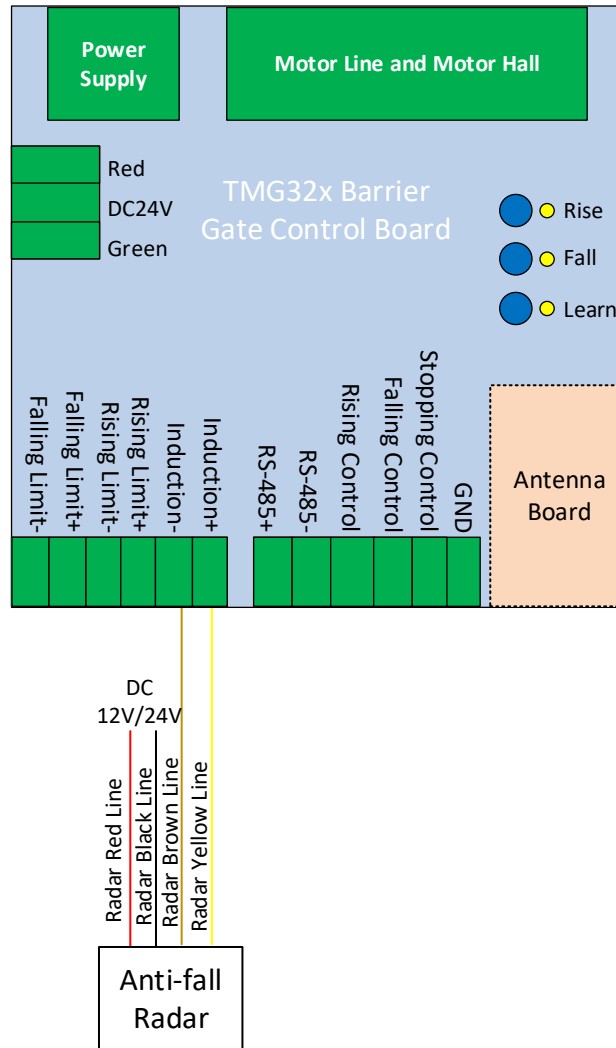 Power
Supply
Motor Line and Motor Hall
Red
DC24V
Green
TMG32x Barrier
Gate Control Board
Rise
Fall
Learn
Falling Limit-
Falling Limit+
Rising Limit-
Rising Limit+
Induction-
Induction+
RS-485+
RS-485-
Rising Control
Falling Control
Stopping Control
GND
Antenna
Board
DC
12V/24V
Radar Red Line
Radar Black Line
Radar Brown Line
Radar Yellow Line
Anti-fall
Radar